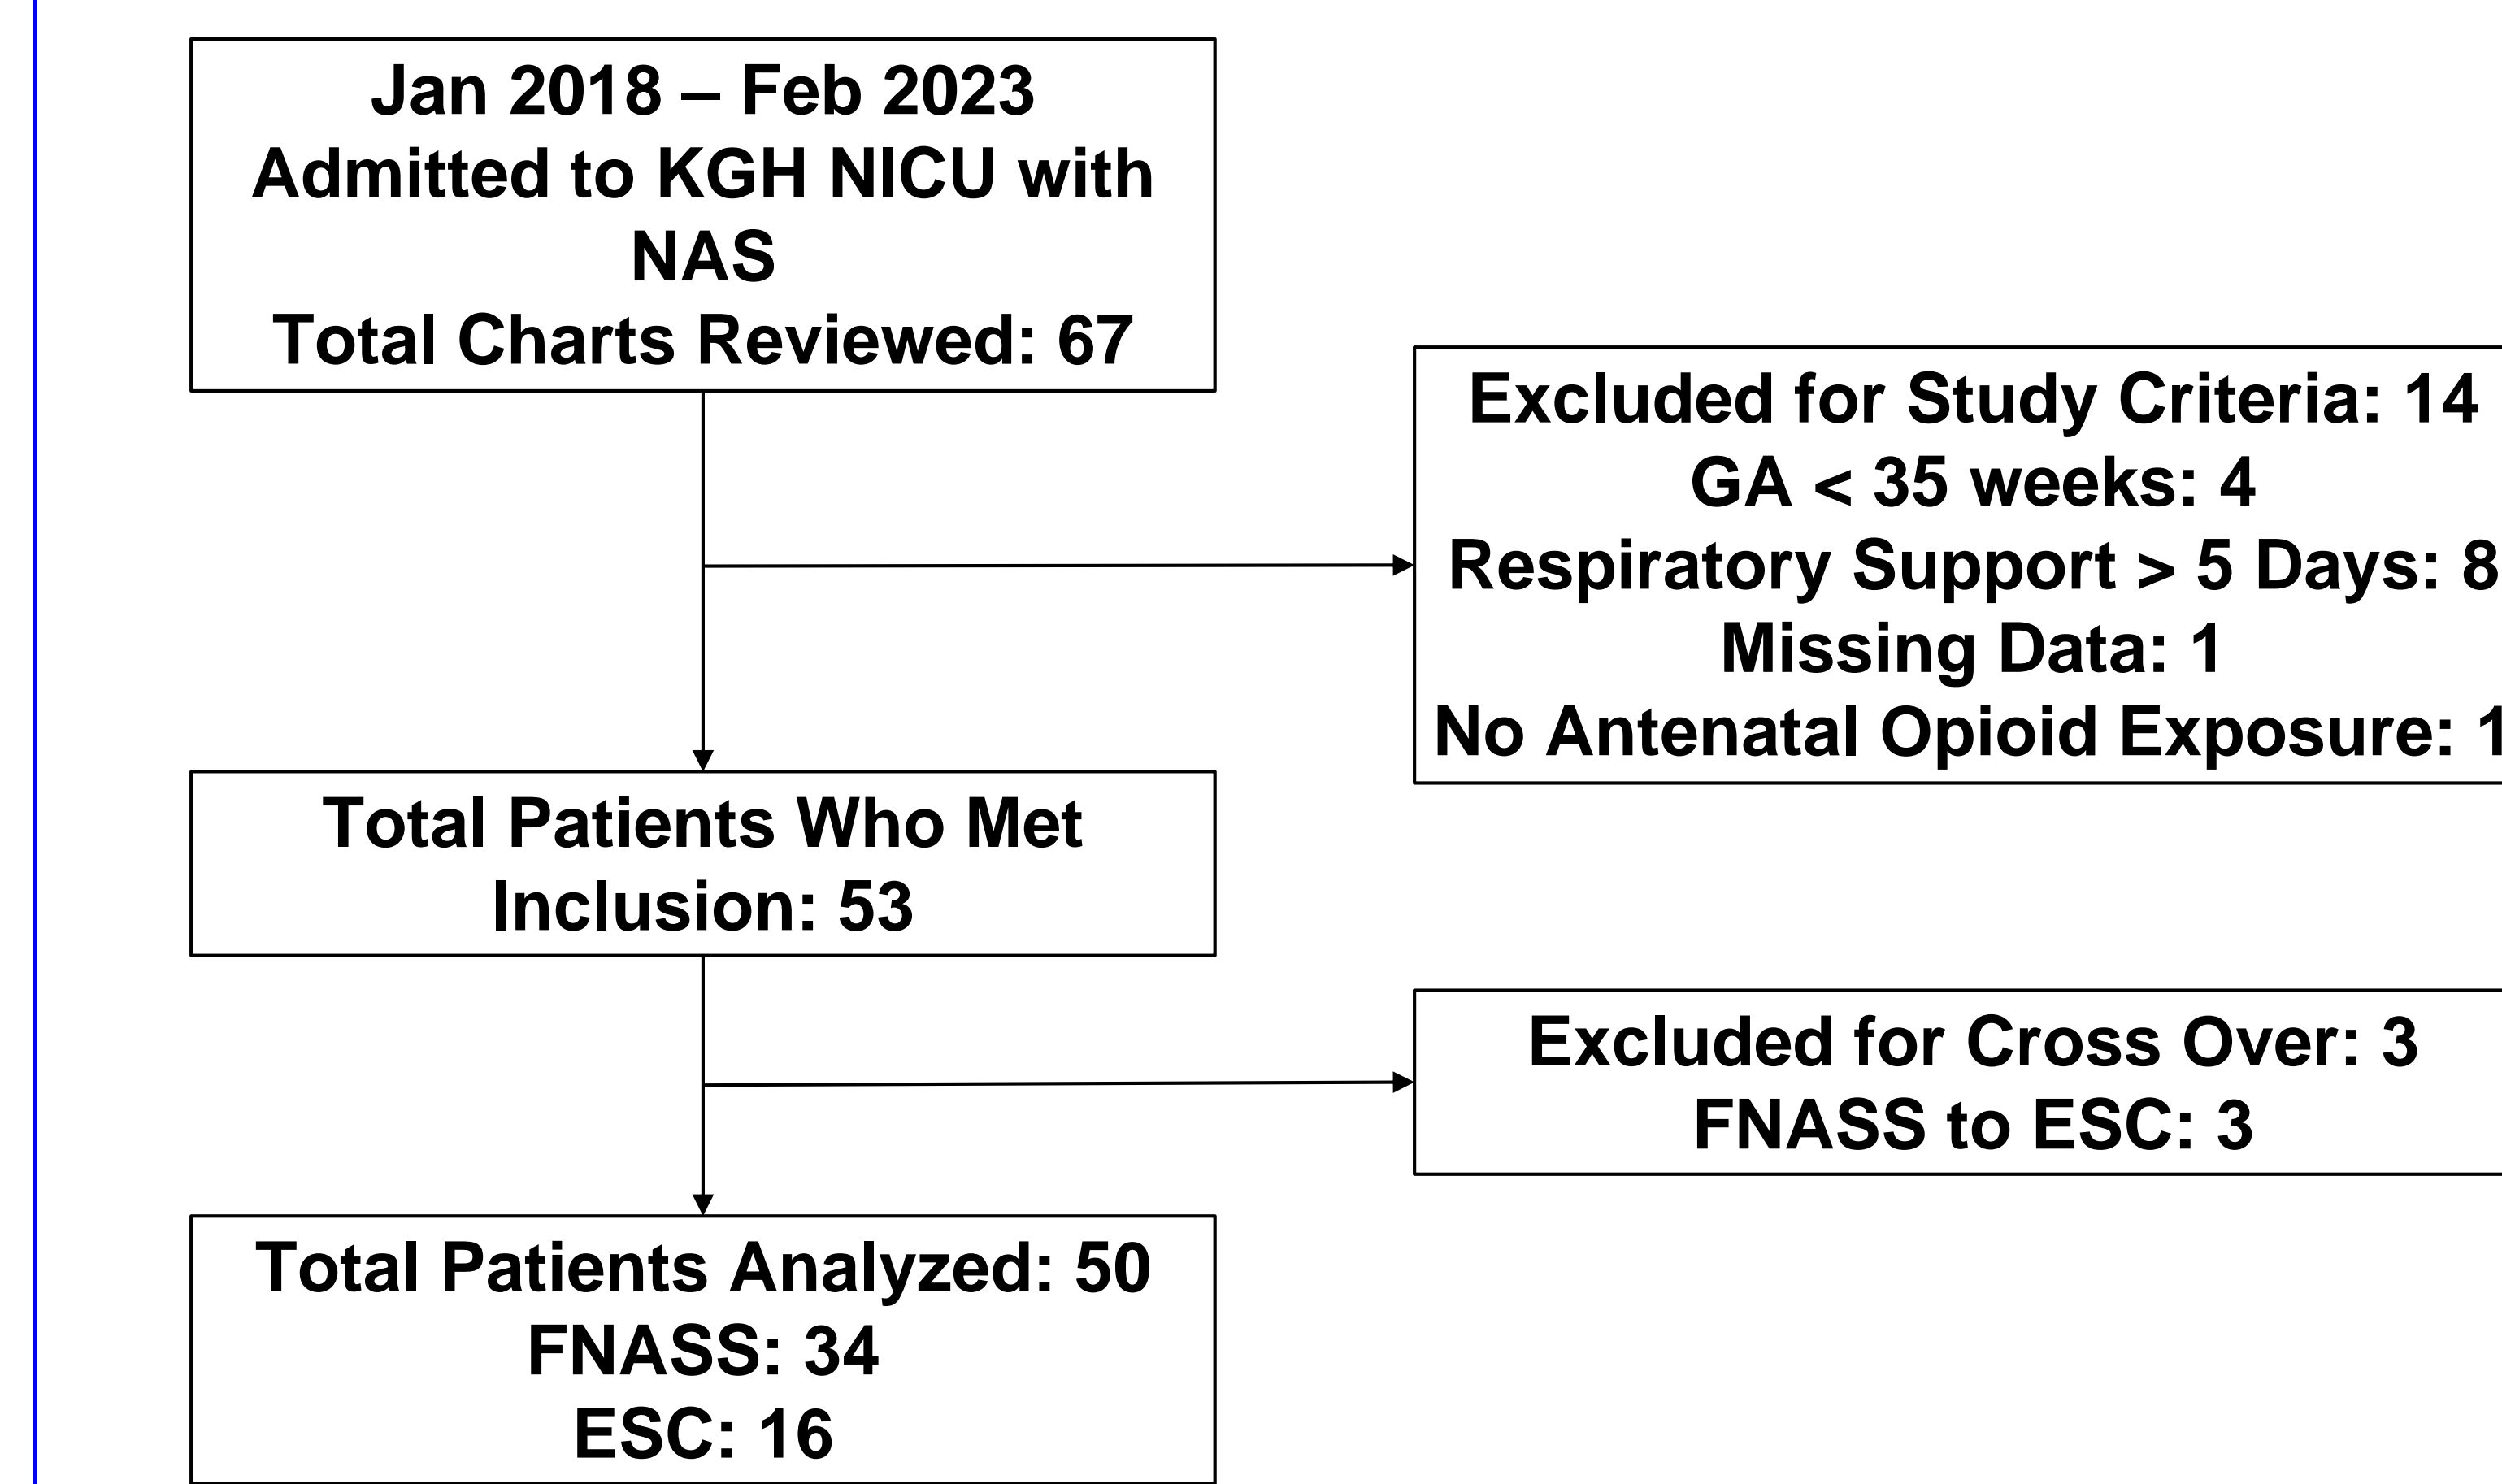 Jan 2018 – Feb 2023
Admitted to KGH NICU with
NAS
Total Charts Reviewed: 67
Excluded for Study Criteria: 14
GA < 35 weeks: 4
Respiratory Support > 5 Days: 8
Missing Data: 1
No Antenatal Opioid Exposure: 1
Total Patients Who Met
Inclusion: 53
Excluded for Cross Over: 3
FNASS to ESC: 3
Total Patients Analyzed: 50
FNASS: 34
ESC: 16